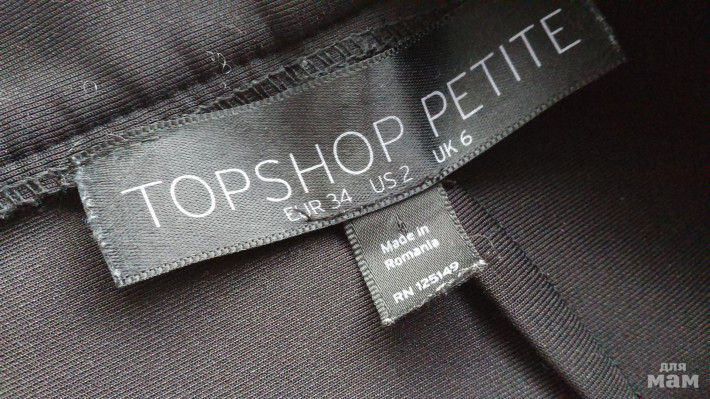 TOPSHOP PETITE
EUR 34 US 2 UK 6
Made in
Romania
RN 125149
для
мам